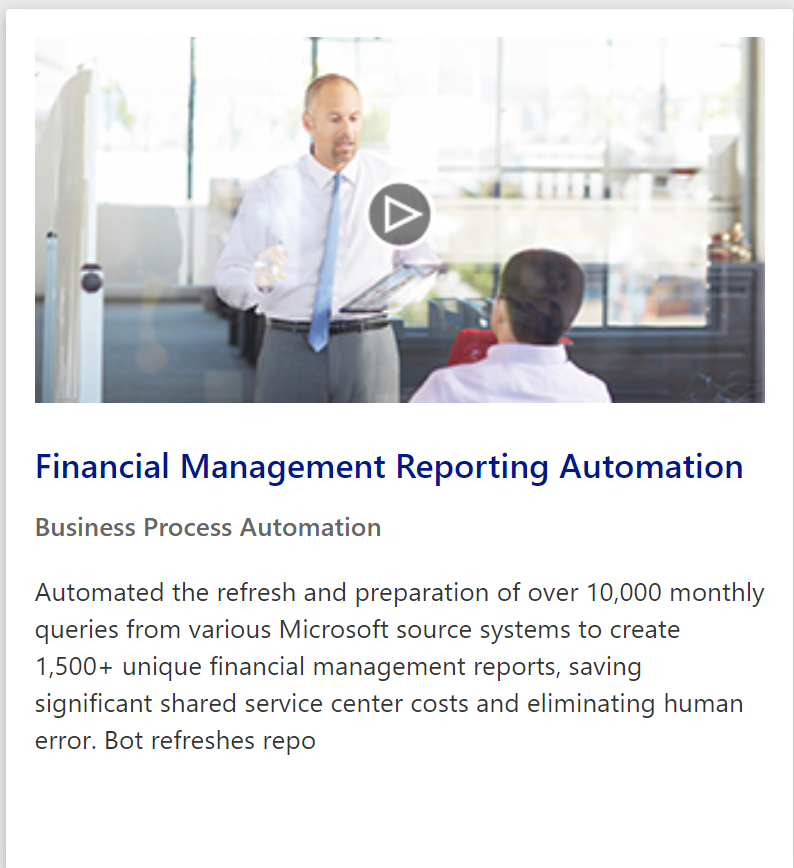 Financial Management Reporting Automation
Business Process Automation
Automated the refresh and preparation of over 10,000 monthly
queries from various Microsoft source systems to create
1,500+ unique financial management reports, saving
significant shared service center costs and eliminating human
error. Bot refreshes repo